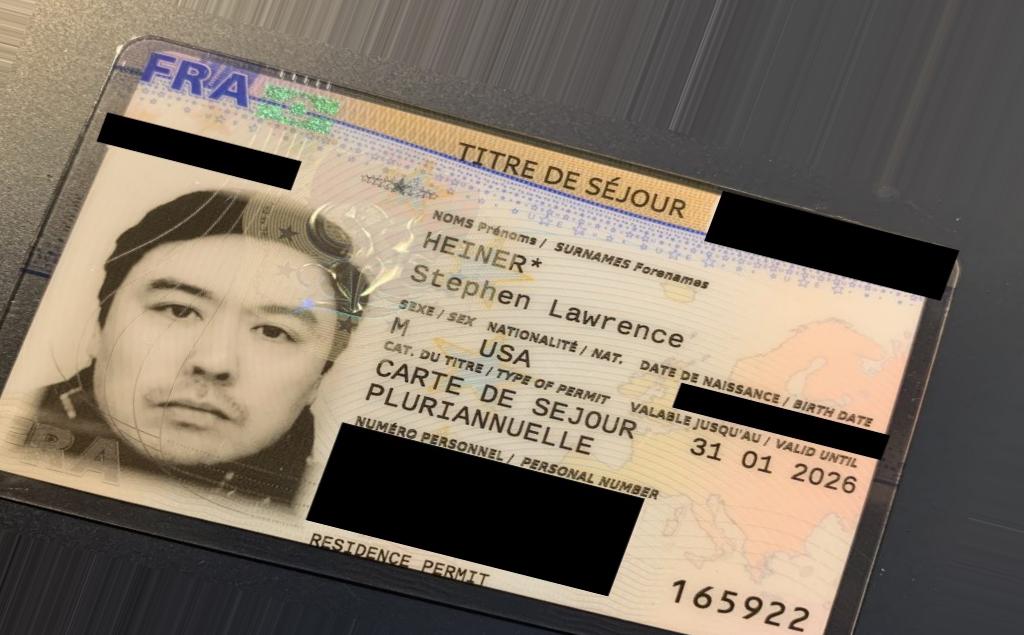 FRA
TITRE DE SÉJOUR
NOMS Prénoms / SURNAMES Forenames
HEINER*
Stephen Lawrence
SEXE / SEX NATIONALITÉ / NAT. DATE DE NAISSANCE / BIRTH DATE
M USA
CAT. DU TITRE / TYPE OF PERMIT VALABLE JUSQU'AU / VALID UNTIL
CARTE DE SEJOUR 31 01 2026
PLURIANNUELLE
NUMÉRO PERSONNEL / PERSONAL NUMBER
RESIDENCE PERMIT
165922
FRA